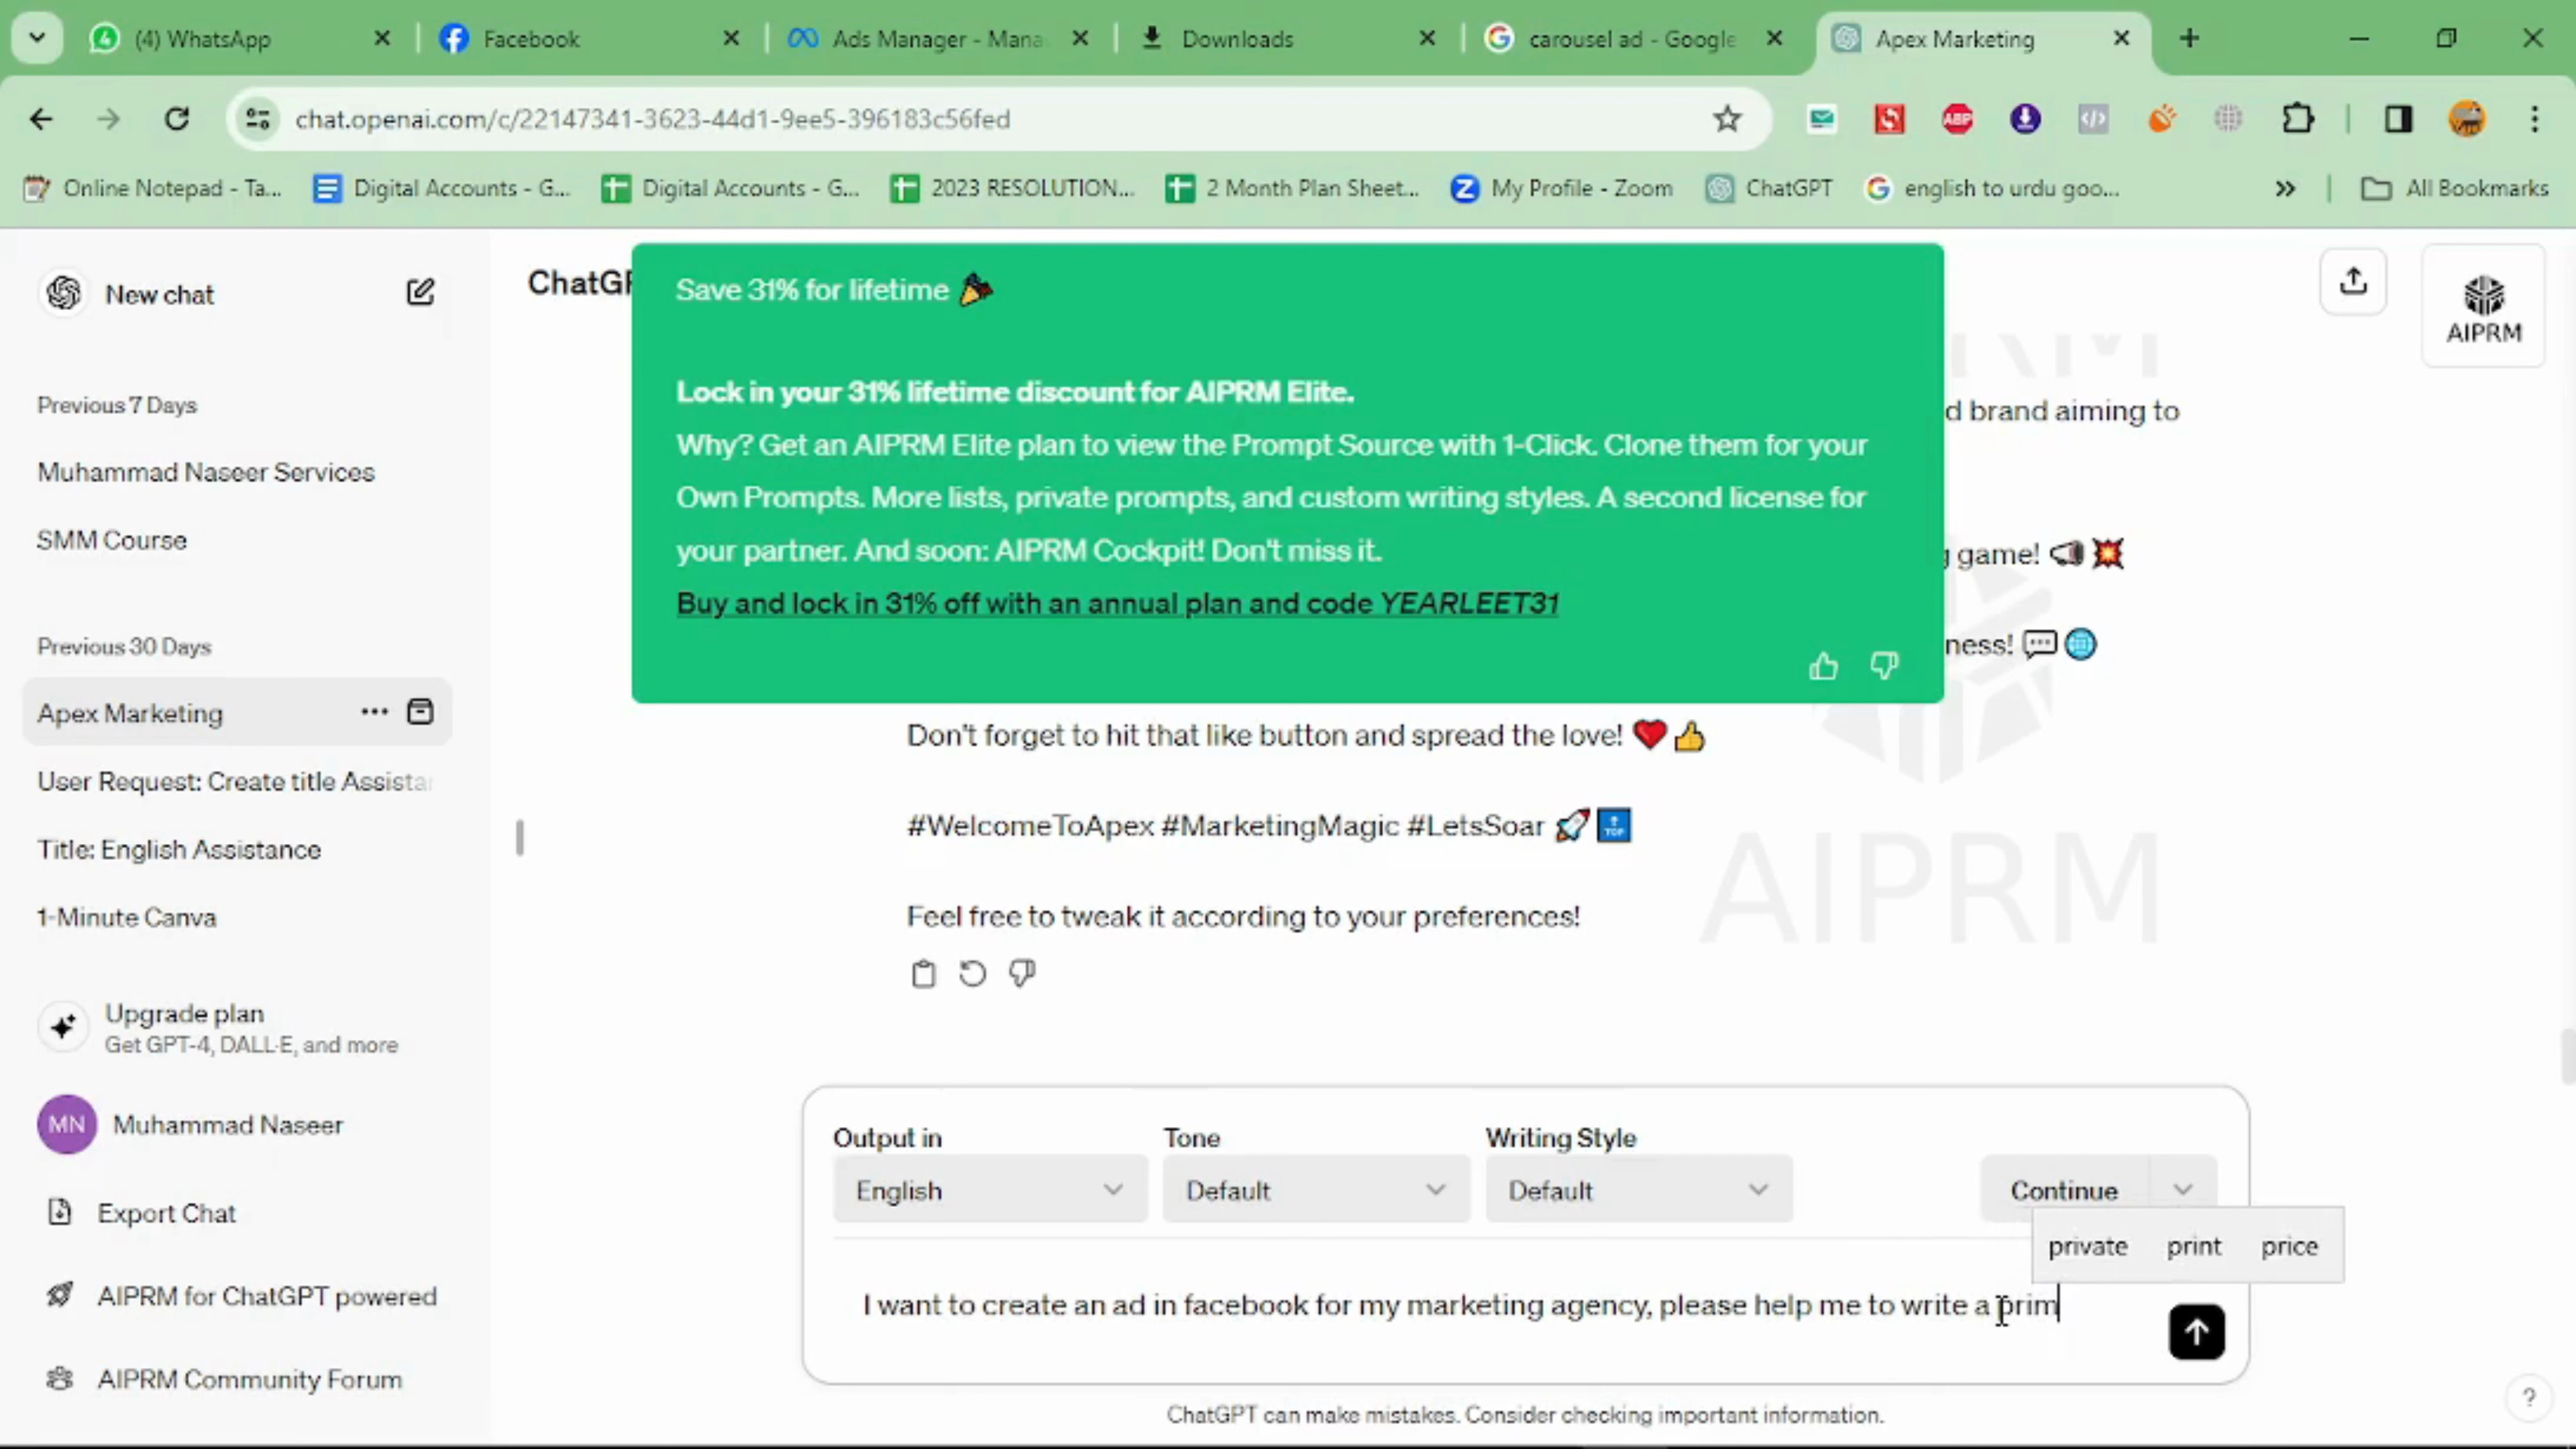 (4) WhatsApp
Facebook
Ads Manager - Mana
Downloads
carousel ad - Google
Apex Marketing
chat.openai.com/c/22147341-3623-44d1-9ee5-396183c56fed
ABP
Online Notepad - Ta...
Digital Accounts - G...
Digital Accounts - G...
2023 RESOLUTION...
2 Month Plan Sheet...
My Profile - Zoom
ChatGPT
english to urdu goo...
All Bookmarks
New chat
Previous 7 Days
Muhammad Naseer Services
SMM Course
Previous 30 Days
Apex Marketing
User Request: Create title Assista
Title: English Assistance
1-Minute Canva
Upgrade plan
Get GPT-4, DALL·E, and more
MN
Muhammad Naseer
Export Chat
AIPRM for ChatGPT powered
AIPRM Community Forum
Save 31% for lifetime 🎉
Lock in your 31% lifetime discount for AIPRM Elite.
Why? Get an AIPRM Elite plan to view the Prompt Source with 1-Click. Clone them for your
Own Prompts. More lists, private prompts, and custom writing styles. A second license for
your partner. And soon: AIPRM Cockpit! Don't miss it.
Buy and lock in 31% off with an annual plan and code YEARLEET31
AIPRM
d brand aiming to
game! 📢💥
ness! 💬🌐
Don't forget to hit that like button and spread the love! ❤️👍
#WelcomeToApex #MarketingMagic #LetsSoar 🚀🔝
Feel free to tweak it according to your preferences!
AIPRM
Output in
Tone
Writing Style
English
Default
Default
Continue
private print price
I want to create an ad in facebook for my marketing agency, please help me to write a prim
ChatGPT can make mistakes. Consider checking important information.
?